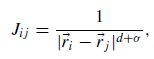 $J_{ij} = \frac{1}{|\vec{r}_i - \vec{r}_j|^{d+\sigma}},$